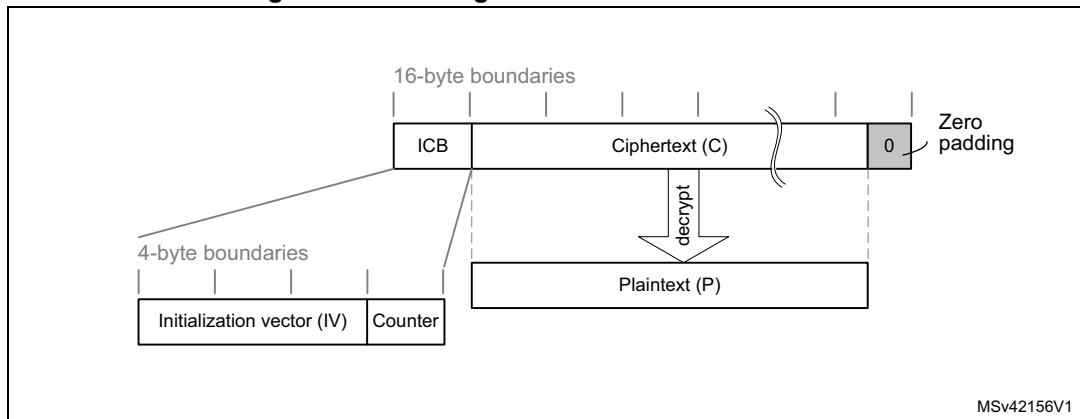 16-byte boundaries
ICB
Ciphertext (C)
0
Zero
padding
decrypt
4-byte boundaries
Plaintext (P)
Initialization vector (IV)
Counter
MSv42156V1